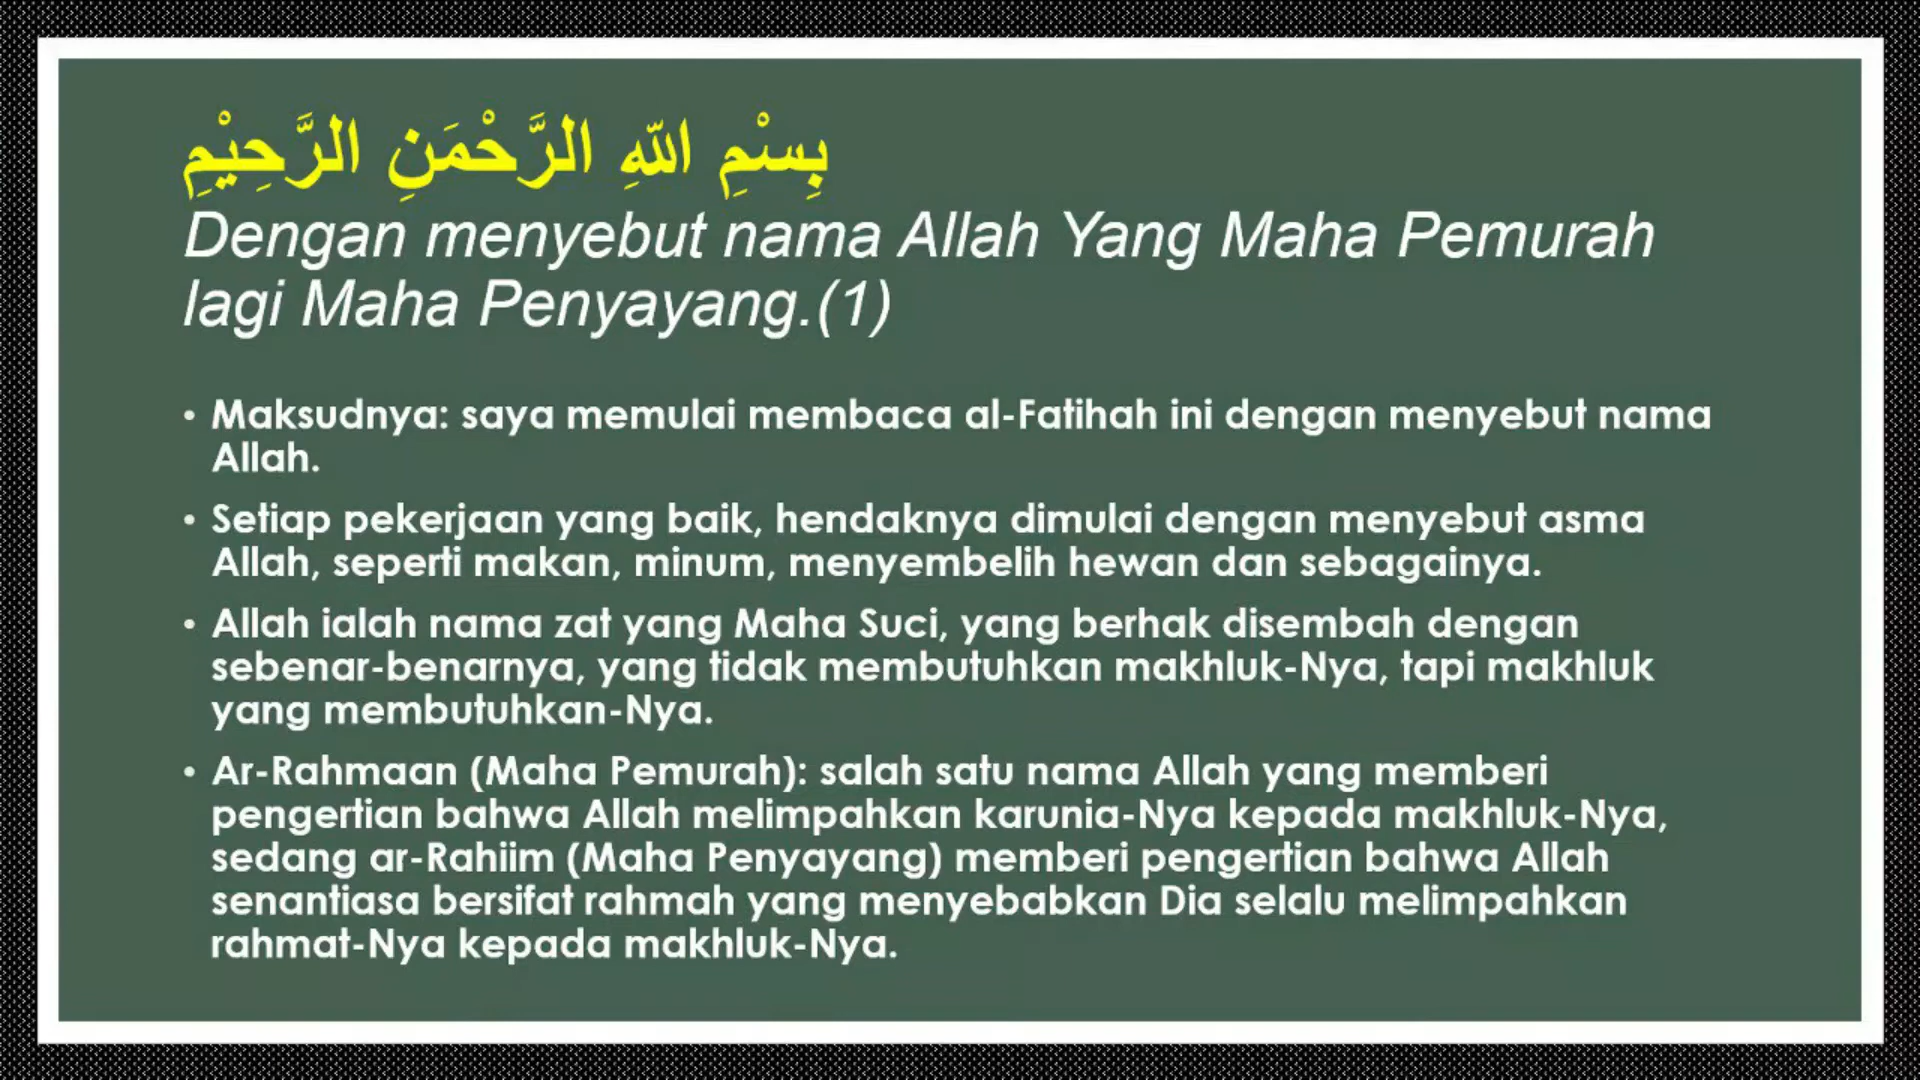 بِسْمِ اللّهِ الرَّحْمَنِ الرَّحِيْمِ
Dengan menyebut nama Allah Yang Maha Pemurah
lagi Maha Penyayang.(1)
• Maksudnya: saya memulai membaca al-Fatihah ini dengan menyebut nama
Allah.
• Setiap pekerjaan yang baik, hendaknya dimulai dengan menyebut asma
Allah, seperti makan, minum, menyembelih hewan dan sebagainya.
• Allah ialah nama zat yang Maha Suci, yang berhak disembah dengan
sebenar-benarnya, yang tidak membutuhkan makhluk-Nya, tapi makhluk
yang membutuhkan-Nya.
• Ar-Rahmaan (Maha Pemurah): salah satu nama Allah yang memberi
pengertian bahwa Allah melimpahkan karunia-Nya kepada makhluk-Nya,
sedang ar-Rahiim (Maha Penyayang) memberi pengertian bahwa Allah
senantiasa bersifat rahmah yang menyebabkan Dia selalu melimpahkan
rahmat-Nya kepada makhluk-Nya.